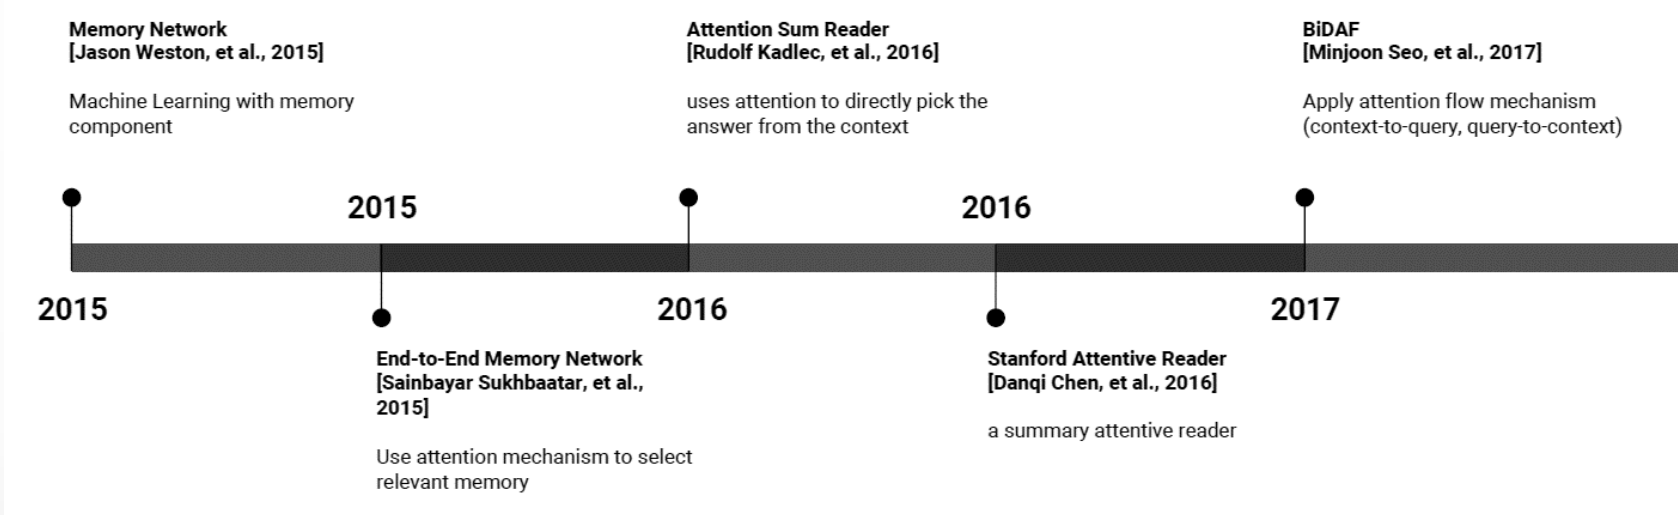 Memory Network
[Jason Weston, et al., 2015]
Machine Learning with memory
component
Attention Sum Reader
[Rudolf Kadlec, et al., 2016]
uses attention to directly pick the
answer from the context
BiDAF
[Minjoon Seo, et al., 2017]
Apply attention flow mechanism
(context-to-query, query-to-context)
2015
2016
2015
2016
2017
End-to-End Memory Network
[Sainbayar Sukhbaatar, et al.,
2015]
Use attention mechanism to select
relevant memory
Stanford Attentive Reader
[Danqi Chen, et al., 2016]
a summary attentive reader